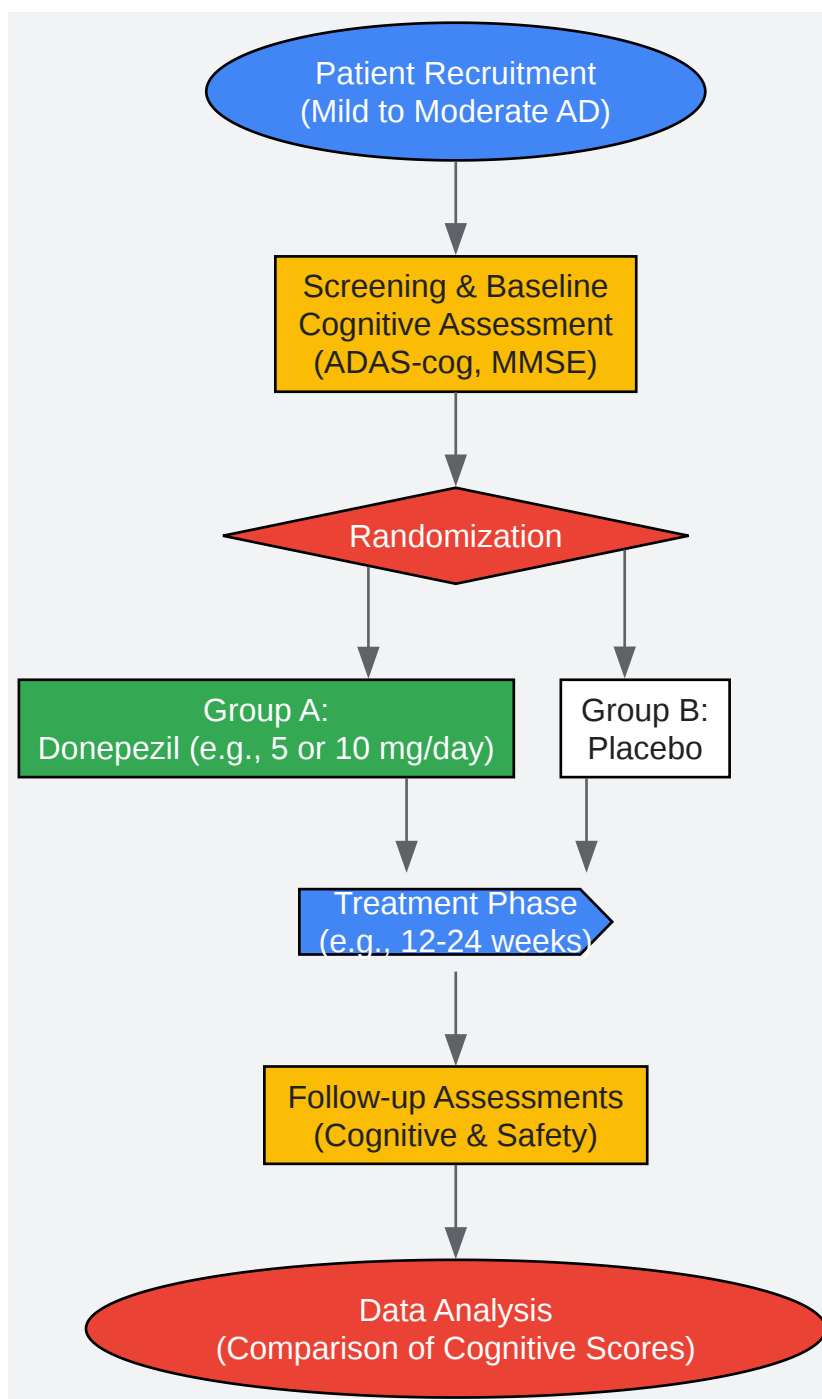 Patient Recruitment
(Mild to Moderate AD)
Screening & Baseline
Cognitive Assessment
(ADAS-cog, MMSE)
Randomization
Group A:
Donepezil (e.g., 5 or 10 mg/day)
Group B:
Placebo
Treatment Phase
(e.g., 12-24 weeks)
Follow-up Assessments
(Cognitive & Safety)
Data Analysis
(Comparison of Cognitive Scores)